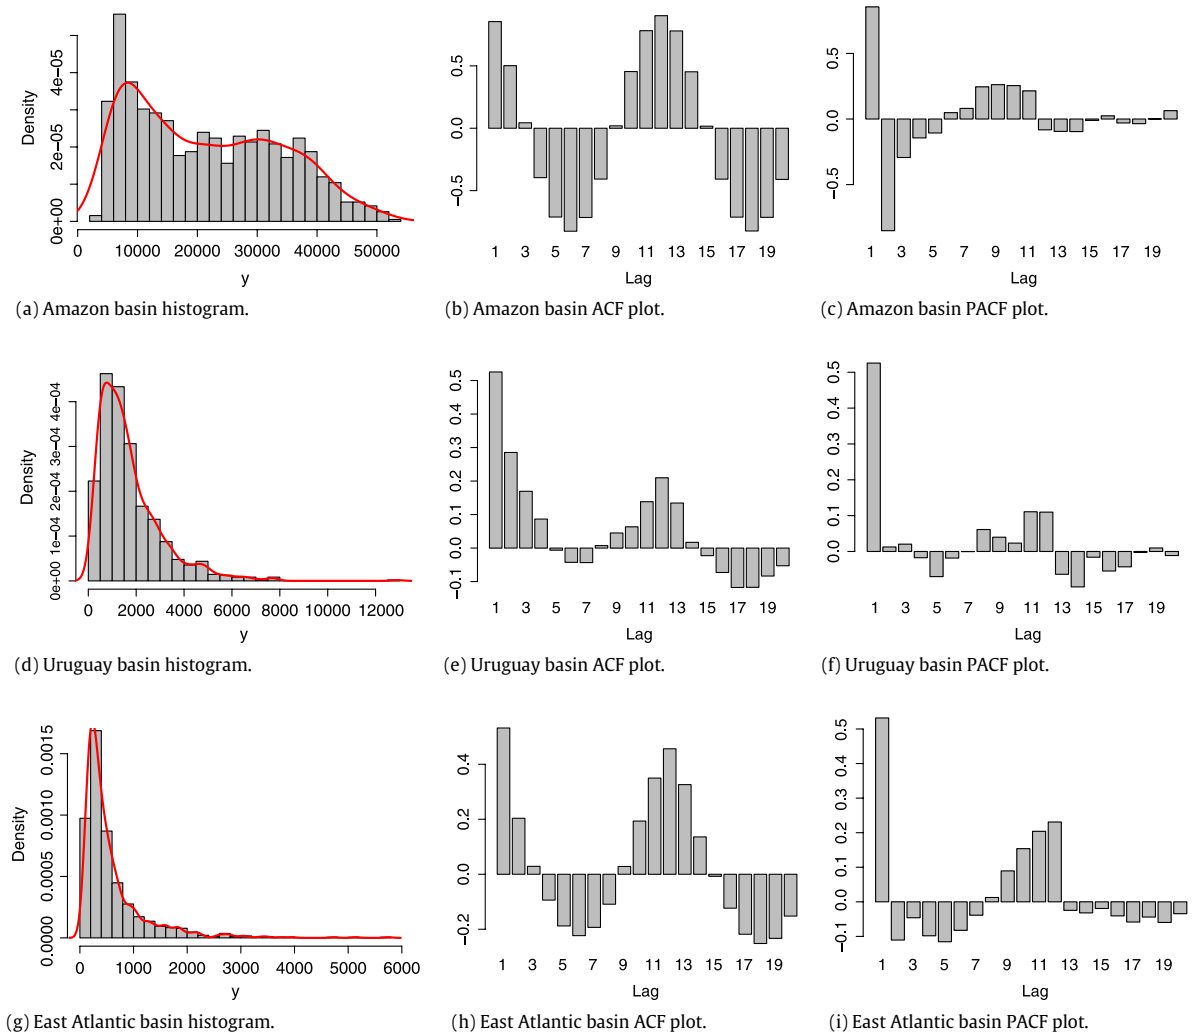 Density
0e+00 2e−05 4e−05
0 10000 20000 30000 40000 50000
y
(a) Amazon basin histogram.
−0.5 0.0 0.5
1 3 5 7 9 11 13 15 17 19
Lag
(b) Amazon basin ACF plot.
−0.5 0.0 0.5
1 3 5 7 9 11 13 15 17 19
Lag
(c) Amazon basin PACF plot.
Density
0e+00 1e−04 2e−04 3e−04 4e−04
0 2000 4000 6000 8000 10000 12000
y
(d) Uruguay basin histogram.
−0.1 0.0 0.1 0.2 0.3 0.4 0.5
1 3 5 7 9 11 13 15 17 19
Lag
(e) Uruguay basin ACF plot.
0.0 0.1 0.2 0.3 0.4 0.5
1 3 5 7 9 11 13 15 17 19
Lag
(f) Uruguay basin PACF plot.
Density
0.0000 0.0005 0.0010 0.0015
0 1000 2000 3000 4000 5000 6000
y
(g) East Atlantic basin histogram.
−0.2 0.0 0.2 0.4
1 3 5 7 9 11 13 15 17 19
Lag
(h) East Atlantic basin ACF plot.
−0.1 0.0 0.1 0.2 0.3 0.4 0.5
1 3 5 7 9 11 13 15 17 19
Lag
(i) East Atlantic basin PACF plot.